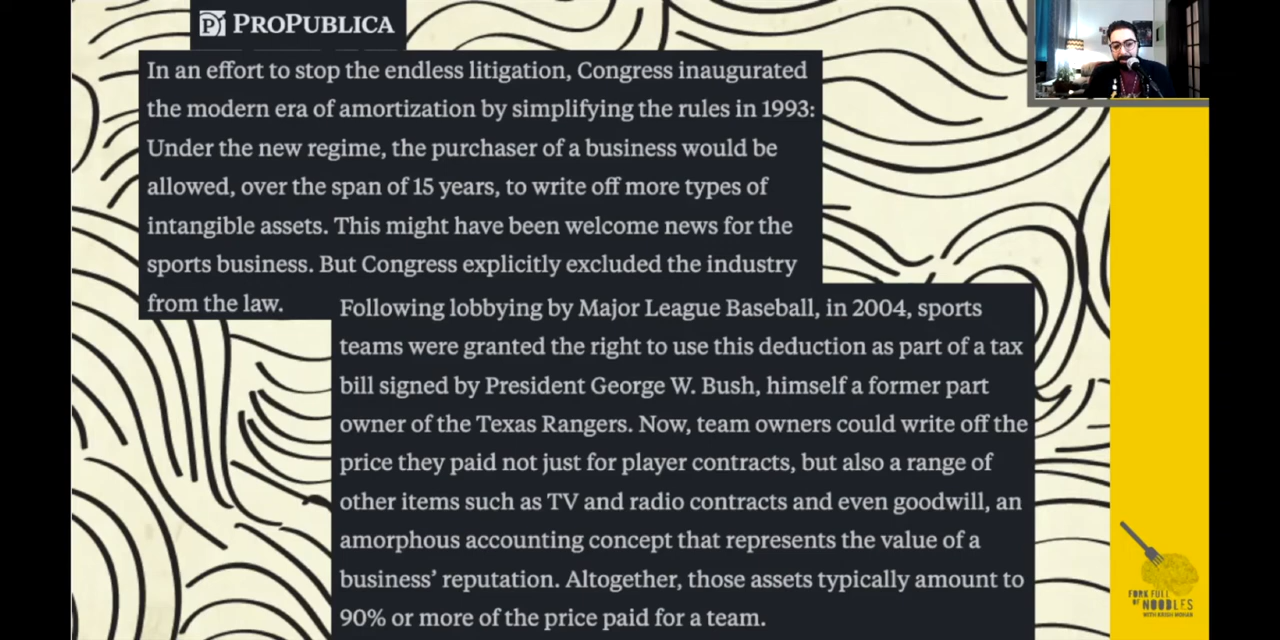 PROPUBLICA
In an effort to stop the endless litigation, Congress inaugurated
the modern era of amortization by simplifying the rules in 1993:
Under the new regime, the purchaser of a business would be
allowed, over the span of 15 years, to write off more types of
intangible assets. This might have been welcome news for the
sports business. But Congress explicitly excluded the industry
from the law.
Following lobbying by Major League Baseball, in 2004, sports
teams were granted the right to use this deduction as part of a tax
bill signed by President George W. Bush, himself a former part
owner of the Texas Rangers. Now, team owners could write off the
price they paid not just for player contracts, but also a range of
other items such as TV and radio contracts and even goodwill, an
amorphous accounting concept that represents the value of a
business’ reputation. Altogether, those assets typically amount to
90% or more of the price paid for a team.
FORK FULL
OF NOODLES
WITH KRISH MOHAN